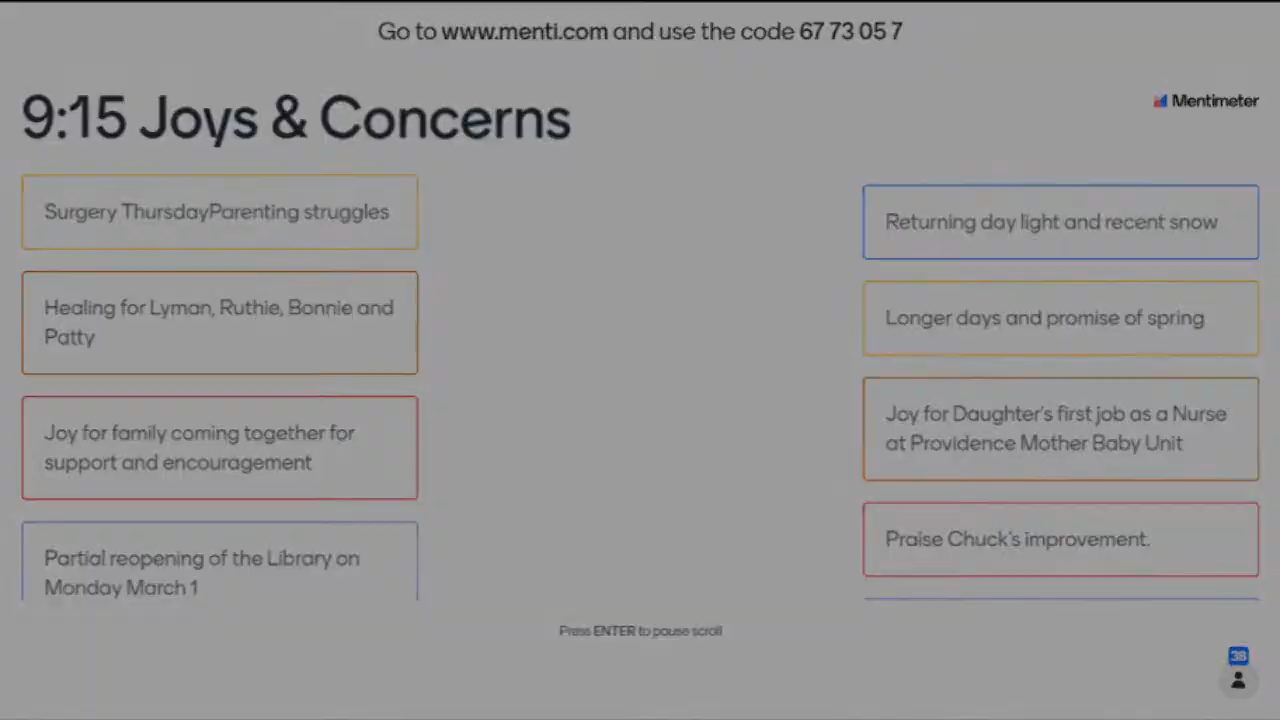 Go to www.menti.com and use the code 67 73 05 7
9:15 Joys & Concerns
Mentimeter
Surgery ThursdayParenting struggles
Healing for Lyman, Ruthie, Bonnie and
Patty
Joy for family coming together for
support and encouragement
Partial reopening of the Library on
Monday March 1
Returning day light and recent snow
Longer days and promise of spring
Joy for Daughter's first job as a Nurse
at Providence Mother Baby Unit
Praise Chuck's improvement.
Press ENTER to pause scroll
38